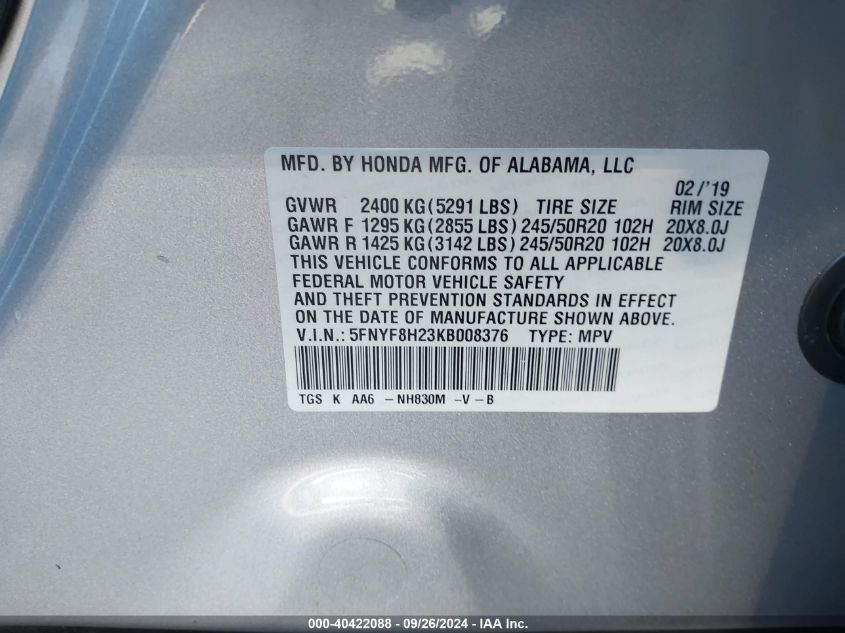 MFD. BY HONDA MFG. OF ALABAMA, LLC
02/'19
GVWR 2400 KG(5291 LBS) TIRE SIZE RIM SIZE
GAWR F 1295 KG(2855 LBS)245/50R20 102H 20X8.0J
GAWR R 1425 KG(3142 LBS)245/50R20 102H 20X8.0J
THIS VEHICLE CONFORMS TO ALL APPLICABLE
FEDERAL MOTOR VEHICLE SAFETY
AND THEFT PREVENTION STANDARDS IN EFFECT
ON THE DATE OF MANUFACTURE SHOWN ABOVE.
V.I.N.: 5FNYF8H23KB008376 TYPE: MPV
TGS K AA6 -NH830M -V-B
000-40422088 - 09/26/2024 - IAA Inc.